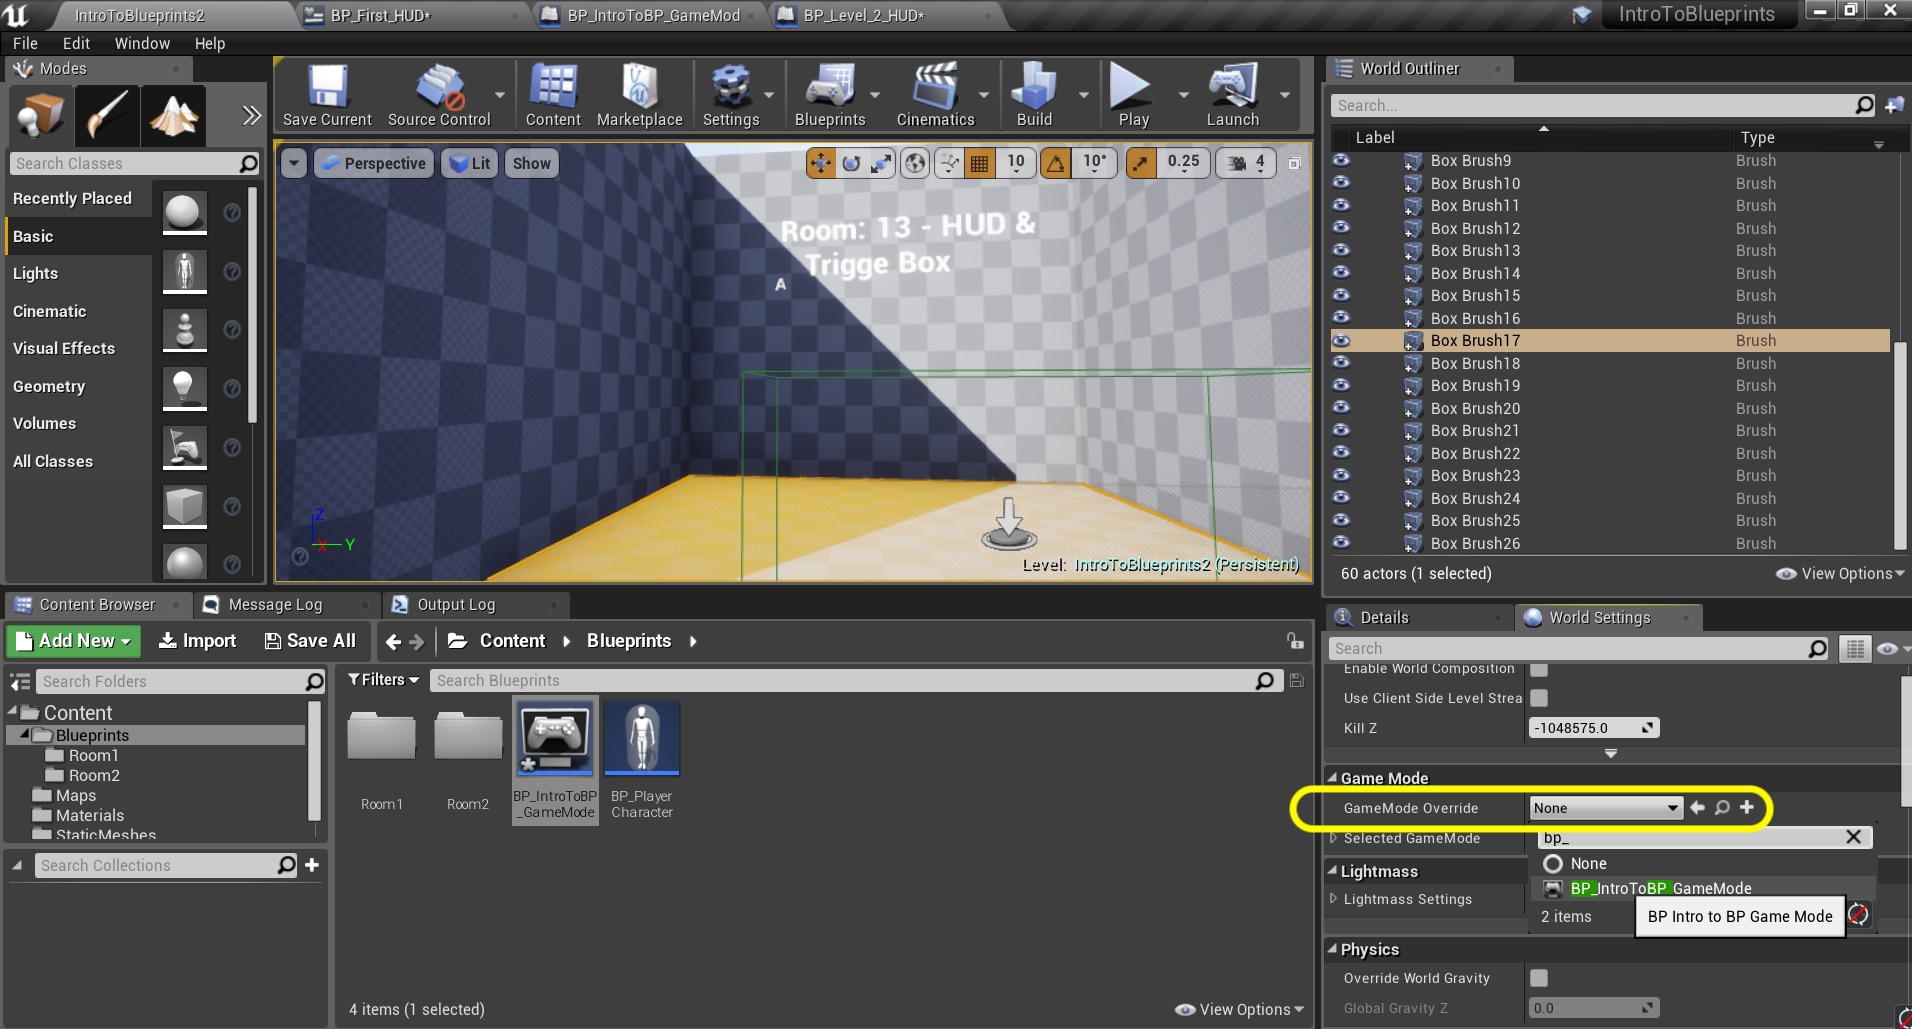 IntroToBlueprints2
BP_First_HUD*
BP_IntroToBP_GameMod
BP_Level_2_HUD*
IntroToBlueprints
File Edit Window Help
Modes
Search Classes
Recently Placed
Basic
Lights
Cinematic
Visual Effects
Geometry
Volumes
All Classes
Save Current
Source Control
Content
Marketplace
Settings
Blueprints
Cinematics
Build
Play
Launch
Perspective
Lit
Show
10
10°
0.25
4
Room: 13 - HUD &
Trigge Box
A
Z
X
Y
Level: IntroToBlueprints2 (Persistent)
World Outliner
Search...
Label Type
Box Brush9 Brush
Box Brush10 Brush
Box Brush11 Brush
Box Brush12 Brush
Box Brush13 Brush
Box Brush14 Brush
Box Brush15 Brush
Box Brush16 Brush
Box Brush17 Brush
Box Brush18 Brush
Box Brush19 Brush
Box Brush20 Brush
Box Brush21 Brush
Box Brush22 Brush
Box Brush23 Brush
Box Brush24 Brush
Box Brush25 Brush
Box Brush26 Brush
60 actors (1 selected)
View Options
Content Browser
Message Log
Output Log
Add New
Import
Save All
Content
Blueprints
Search Folders
Content
Blueprints
Room1
Room2
Maps
Materials
StaticMeshes
Search Collections
Filters
Search Blueprints
Room1
Room2
BP_IntroToBP
_GameMode
BP_Player
Character
4 items (1 selected)
View Options
Details
World Settings
Search
Enable World Composition
Use Client Side Level Strea
Kill Z -1048575.0
Game Mode
GameMode Override None
Selected GameMode
bp_
None
BP_IntroToBP_GameMode
2 items
BP Intro to BP Game Mode
Lightmass
Lightmass Settings
Physics
Override World Gravity
Global Gravity Z 0.0